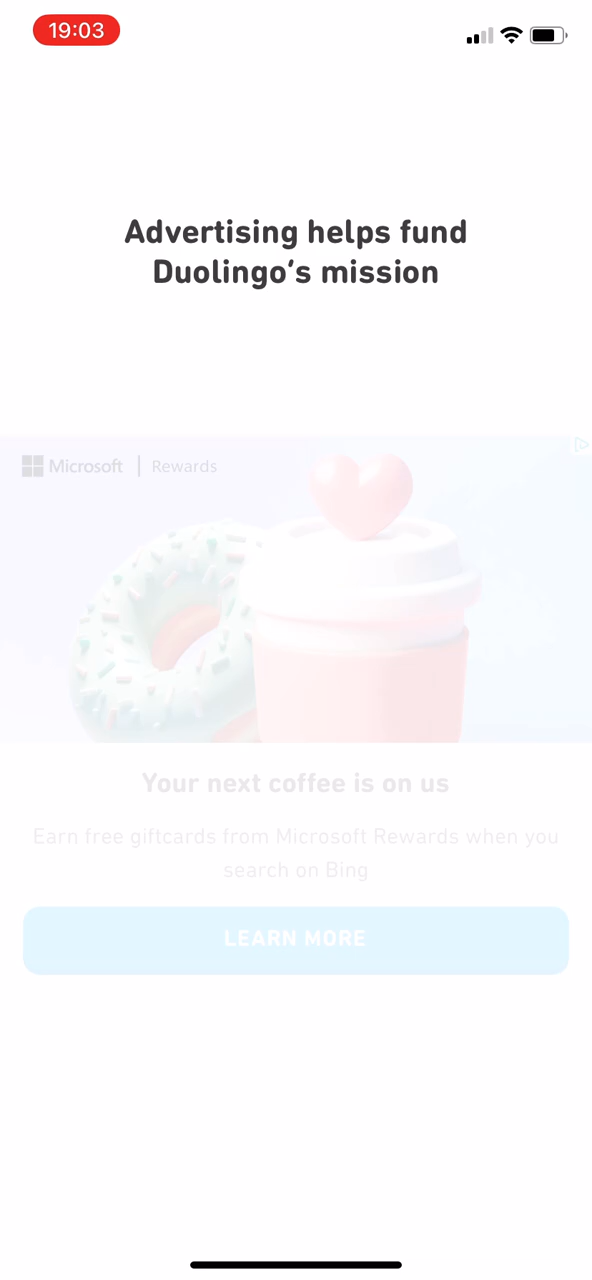 19:03
Advertising helps fund
Duolingo's mission
Microsoft | Rewards
Your next coffee is on us
Earn free giftcards from Microsoft Rewards when you
search on Bing
LEARN MORE